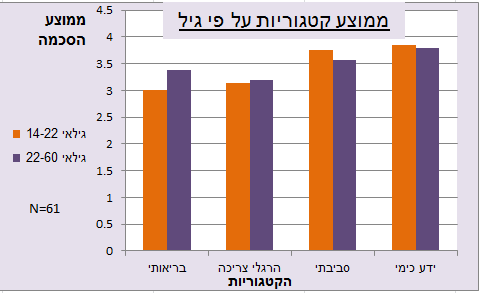 ממוצע קטגוריות על פי גיל
ממוצע
הסכמה
4.5
4
3.5
3
2.5
2
1.5
1
0.5
0
גילאי 14-22
גילאי 22-60
N=61
בריאותי
הרגלי צריכה
סביבתי
ידע כימי
הקטגוריות